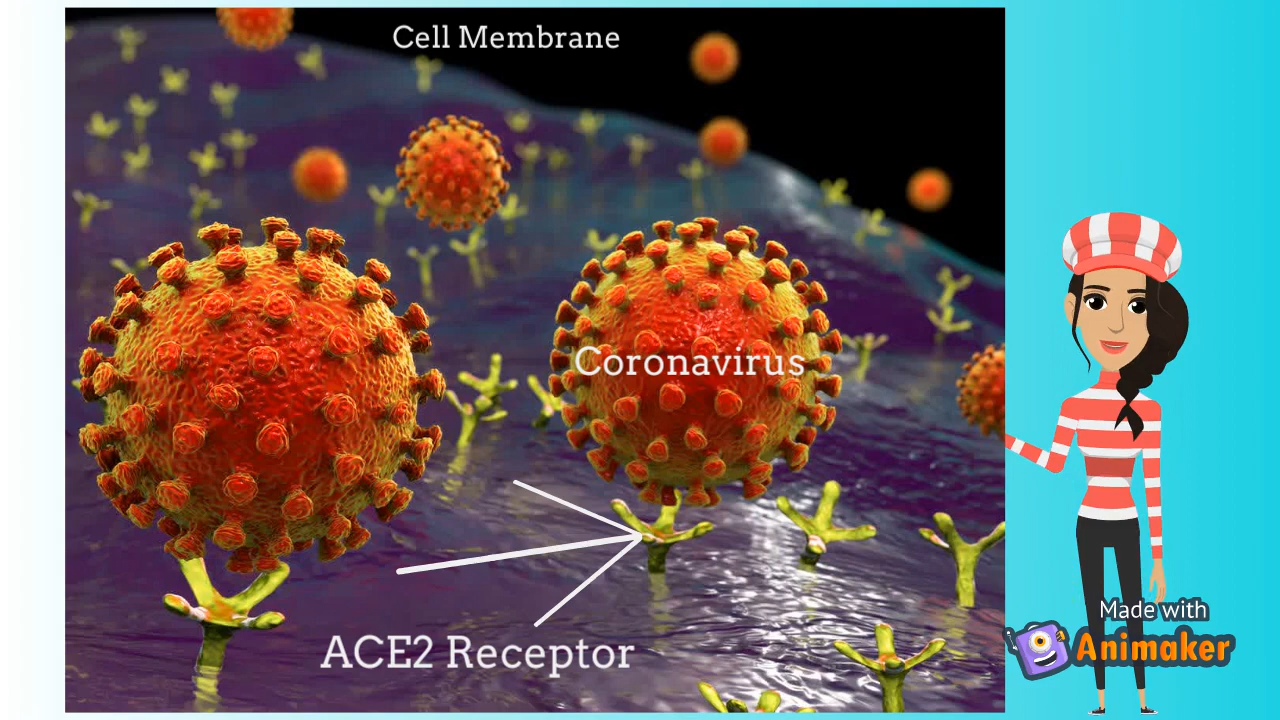 Cell Membrane
Coronavirus
ACE2 Receptor
Made with
Animaker